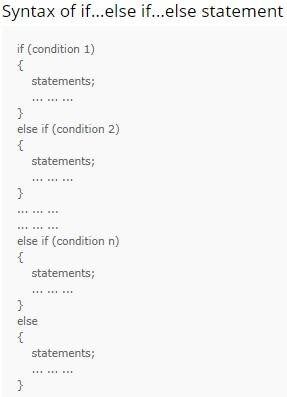 Syntax of if...else if...else statement
if (condition 1)
{
statements;
... ... ...
}
else if (condition 2)
{
statements;
... ... ...
}
... ... ...
... ... ...
else if (condition n)
{
statements;
... ... ...
}
else
{
statements;
... ... ...
}